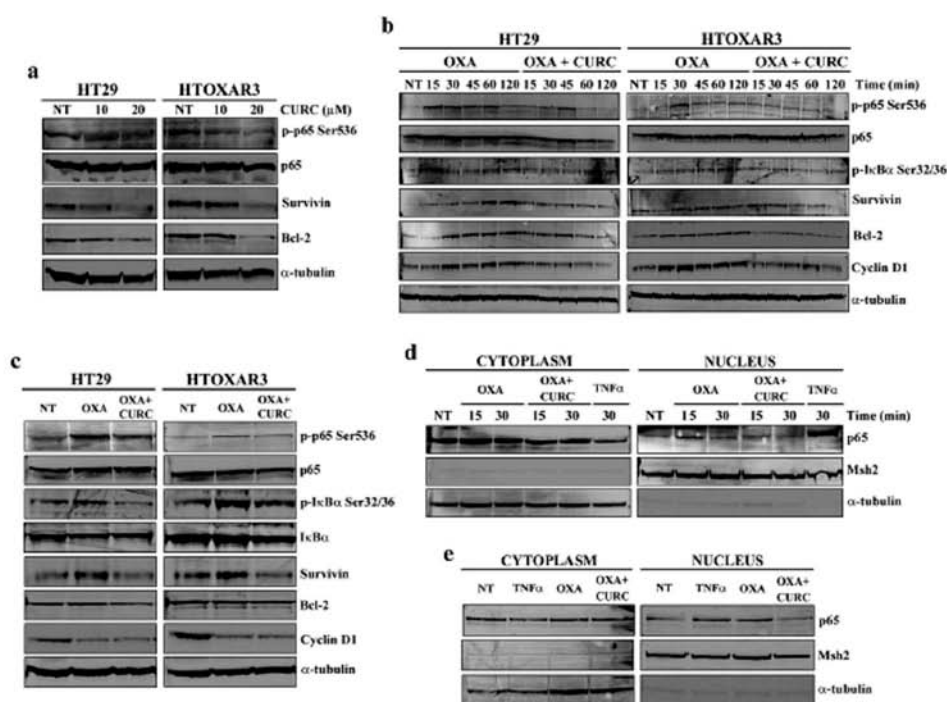 a
HT29 HTOXAR3
NT 10 20 NT 10 20 CURC (µM)
p-p65 Ser536
p65
Survivin
Bcl-2
α-tubulin
b
HT29 HTOXAR3
OXA OXA + CURC OXA OXA + CURC
NT 15 30 45 60 120 15 30 45 60 120 NT 15 30 45 60 120 15 30 45 60 120 Time (min)
p-p65 Ser536
p65
p-IκBα Ser32/36
Survivin
Bcl-2
Cyclin D1
α-tubulin
c
HT29 HTOXAR3
NT OXA OXA+ CURC NT OXA OXA+ CURC
p-p65 Ser536
p65
p-IκBα Ser32/36
IκBα
Survivin
Bcl-2
Cyclin D1
α-tubulin
d
CYTOPLASM NUCLEUS
OXA OXA+ CURC TNFα OXA OXA+ CURC TNFα
NT 15 30 15 30 30 NT 15 30 15 30 30 Time (min)
p65
Msh2
α-tubulin
e
CYTOPLASM NUCLEUS
NT TNFα OXA OXA+ CURC NT TNFα OXA OXA+ CURC
p65
Msh2
α-tubulin